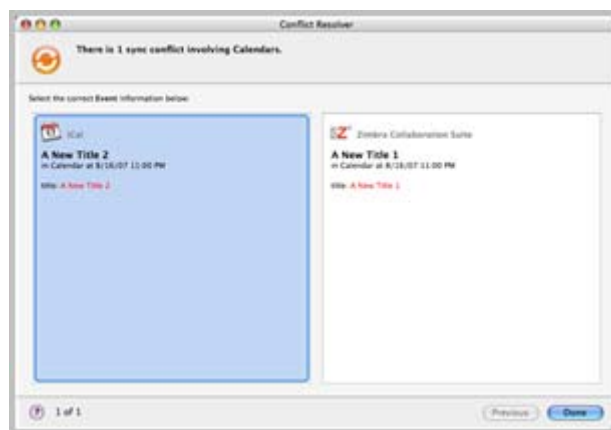 Conflict Resolver
There is 1 sync conflict involving Calendars.
Select the correct Event information below:
iCal
A New Title 2
in Calendar at 8/16/07 11:00 PM
title: A New Title 2
Zimbra Collaboration Suite
A New Title 1
in Calendar at 8/16/07 11:00 PM
title: A New Title 1
? 1 of 1
Previous
Done